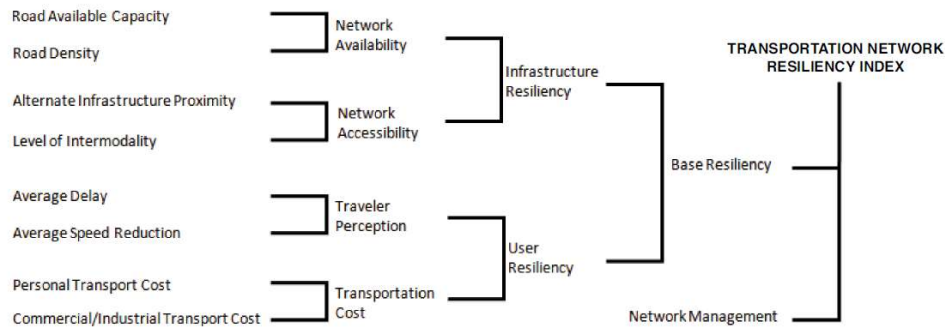 Road Available Capacity
Road Density
Network
Availability
Alternate Infrastructure Proximity
Level of Intermodality
Network
Accessibility
Infrastructure
Resiliency
Average Delay
Average Speed Reduction
Traveler
Perception
Personal Transport Cost
Commercial/Industrial Transport Cost
Transportation
Cost
User
Resiliency
Base Resiliency
Network Management
TRANSPORTATION NETWORK
RESILIENCY INDEX